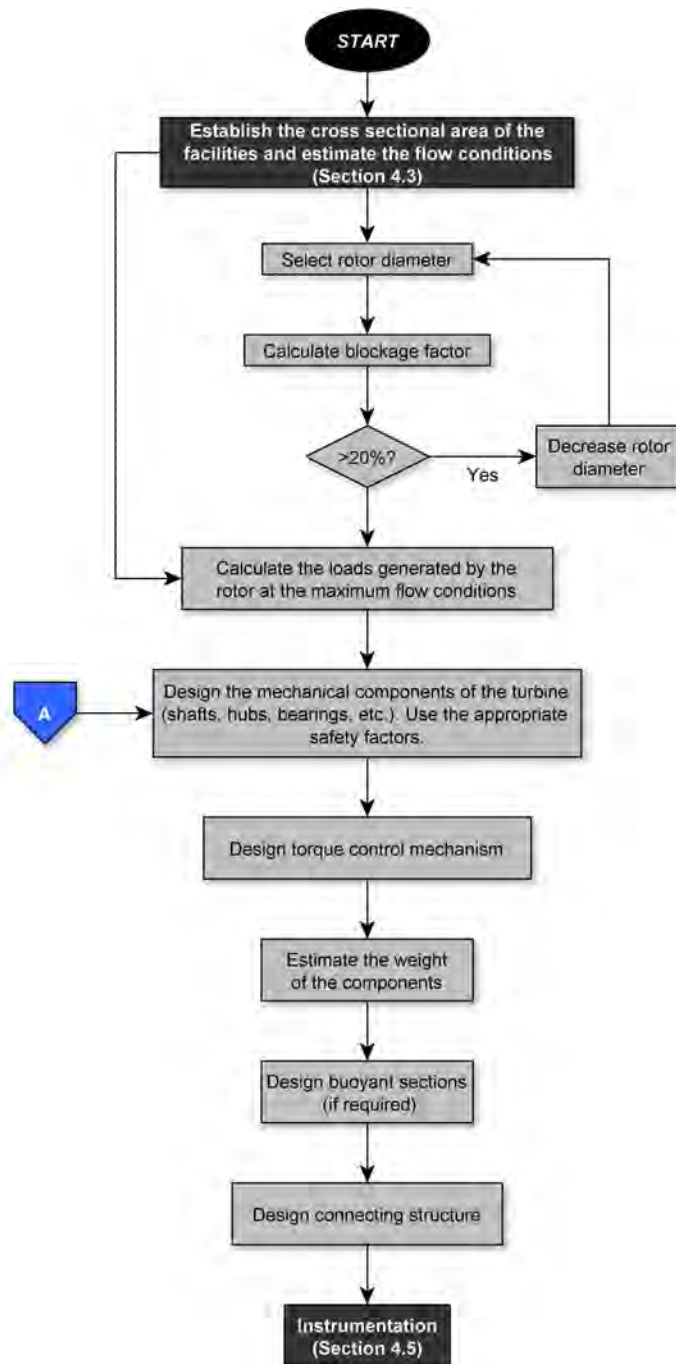 START
Establish the cross sectional area of the
facilities and estimate the flow conditions
(Section 4.3)
Select rotor diameter
Calculate blockage factor
>20%?
Yes
Decrease rotor
diameter
Calculate the loads generated by the
rotor at the maximum flow conditions
A
Design the mechanical components of the turbine
(shafts, hubs, bearings, etc.). Use the appropriate
safety factors.
Design torque control mechanism
Estimate the weight
of the components
Design buoyant sections
(if required)
Design connecting structure
Instrumentation
(Section 4.5)